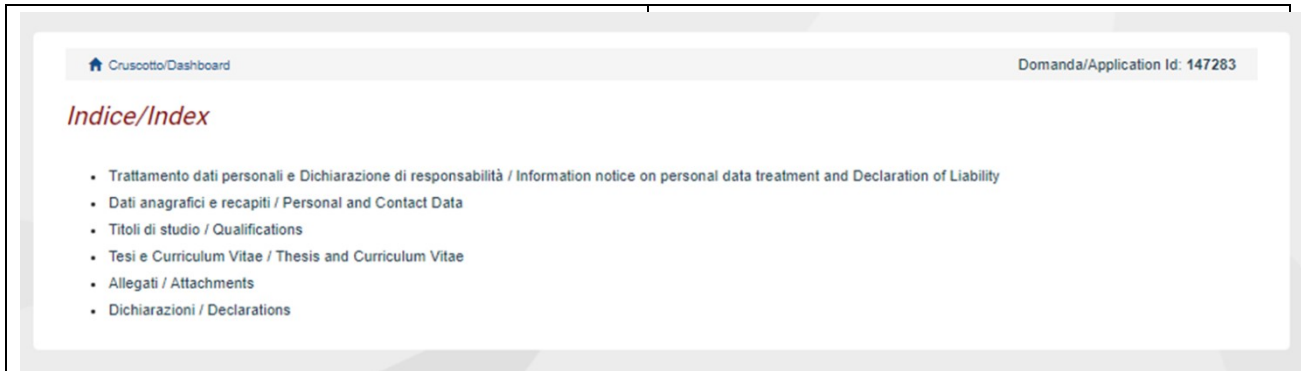 Cruscotto/Dashboard
Domanda/Application Id: 147283
Indice/Index
• Trattamento dati personali e Dichiarazione di responsabilità / Information notice on personal data treatment and Declaration of Liability
• Dati anagrafici e recapiti / Personal and Contact Data
• Titoli di studio / Qualifications
• Tesi e Curriculum Vitae / Thesis and Curriculum Vitae
• Allegati / Attachments
• Dichiarazioni / Declarations